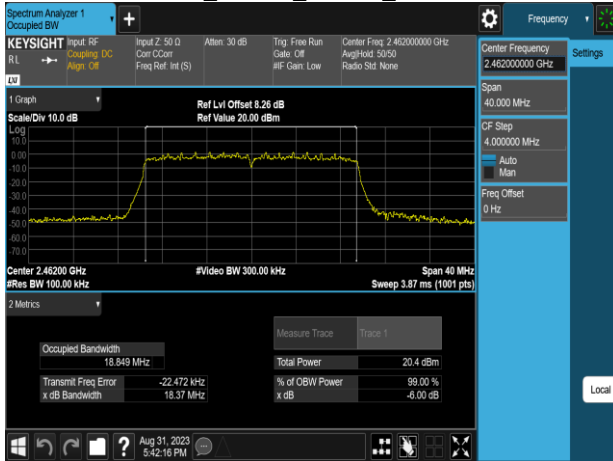 Spectrum Analyzer 1
Occupied BW
Frequency
KEYSIGHT
R L
LXI
Input: RF
Coupling: DC
Align: Off
Input Z: 50 Ω
Corr CCorr
Freq Ref: Int (S)
Atten: 30 dB
Trig: Free Run
Gate: Off
#IF Gain: Low
Center Freq: 2.462000000 GHz
Avg|Hold: 50/50
Radio Std: None
Center Frequency
2.462000000 GHz
Settings
Span
40.000 MHz
CF Step
4.000000 MHz
Auto
Man
Freq Offset
0 Hz
Local
1 Graph
Scale/Div 10.0 dB
Ref Lvl Offset 8.26 dB
Ref Value 20.00 dBm
Log
10.0
0.00
-10.0
-20.0
-30.0
-40.0
-50.0
-60.0
-70.0
Center 2.46200 GHz
#Video BW 300.00 kHz
Span 40 MHz
#Res BW 100.00 kHz
Sweep 3.87 ms (1001 pts)
2 Metrics
Measure Trace
Trace 1
Occupied Bandwidth
18.849 MHz
Total Power
20.4 dBm
Transmit Freq Error
-22.472 kHz
% of OBW Power
99.00 %
x dB Bandwidth
18.37 MHz
x dB
-6.00 dB
?
Aug 31, 2023
5:42:16 PM